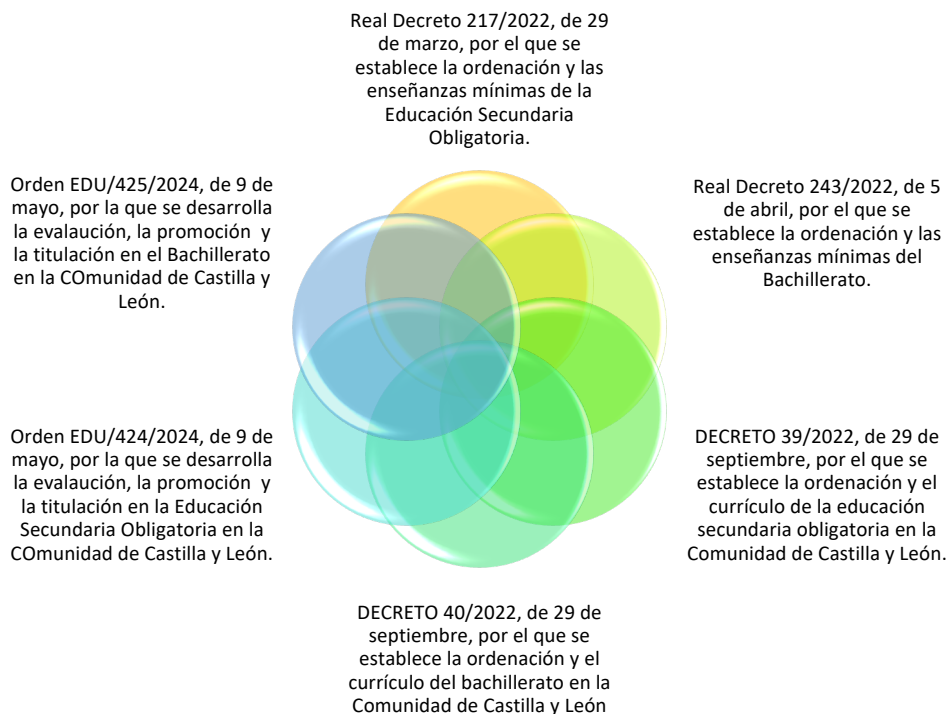 Real Decreto 217/2022, de 29
de marzo, por el que se
establece la ordenación y las
enseñanzas mínimas de la
Educación Secundaria
Obligatoria.
Real Decreto 243/2022, de 5
de abril, por el que se
establece la ordenación y las
enseñanzas mínimas del
Bachillerato.
DECRETO 39/2022, de 29 de
septiembre, por el que se
establece la ordenación y el
currículo de la educación
secundaria obligatoria en la
Comunidad de Castilla y León.
DECRETO 40/2022, de 29 de
septiembre, por el que se
establece la ordenación y el
currículo del bachillerato en la
Comunidad de Castilla y León
Orden EDU/424/2024, de 9 de
mayo, por la que se desarrolla
la evalaución, la promoción y
la titulación en la Educación
Secundaria Obligatoria en la
COmunidad de Castilla y León.
Orden EDU/425/2024, de 9 de
mayo, por la que se desarrolla
la evalaución, la promoción y
la titulación en el Bachillerato
en la COmunidad de Castilla y
León.